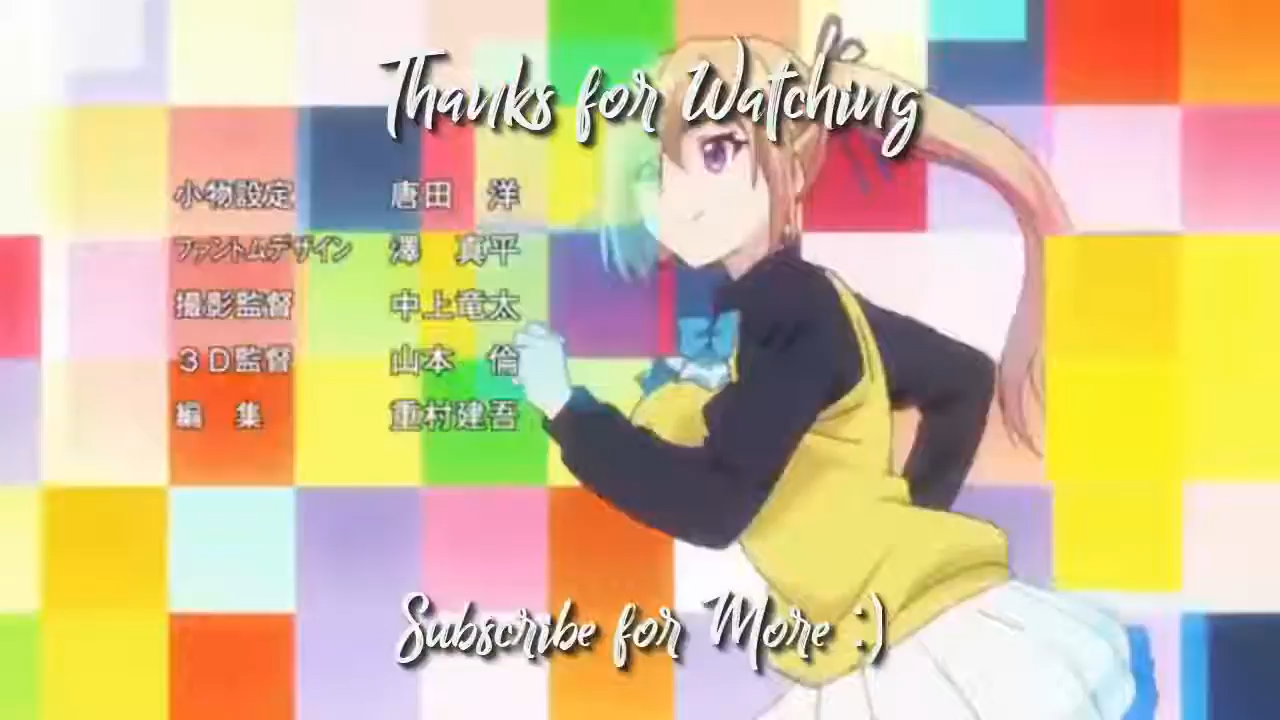 Thanks for Watching
小物設定 唐田 洋
ファントムデザイン 澤 真平
撮影監督 中上竜太
3D監督 山本 倫
編 集 重村建吾
Subscribe for More :)